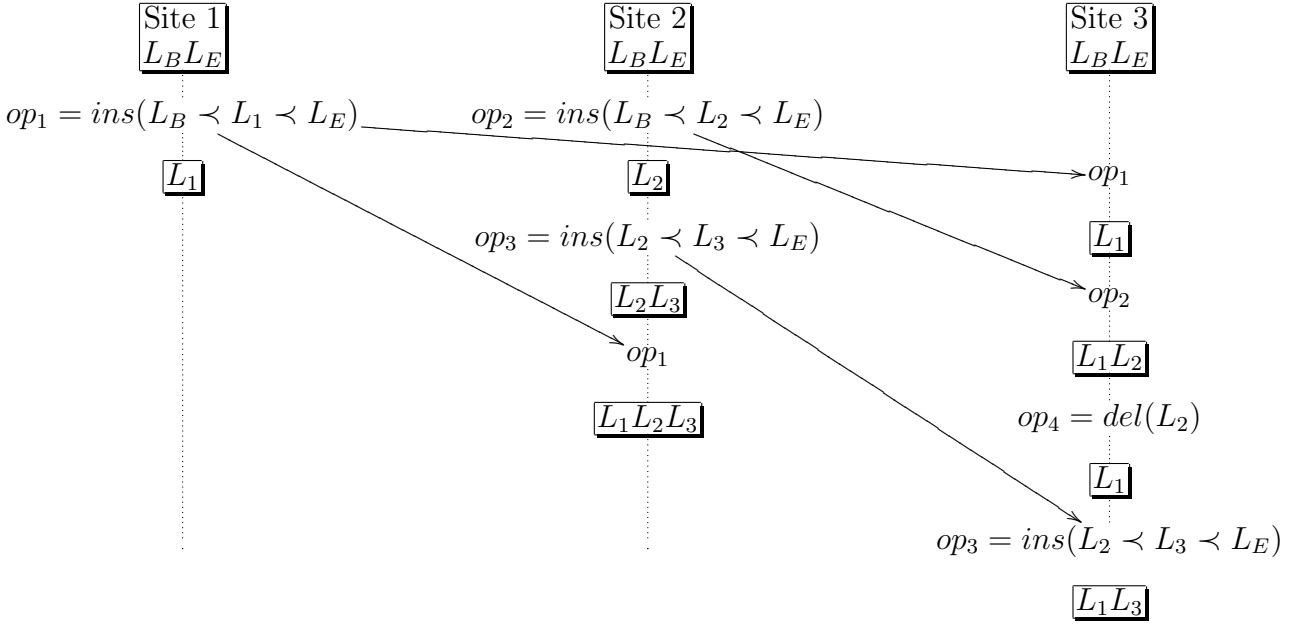 Site 1
L_B L_E
Site 2
L_B L_E
Site 3
L_B L_E
op_1 = ins(L_B ≺ L_1 ≺ L_E)
op_2 = ins(L_B ≺ L_2 ≺ L_E)
L_1
L_2
op_1
op_3 = ins(L_2 ≺ L_3 ≺ L_E)
L_1
L_2 L_3
op_2
op_1
L_1 L_2
L_1 L_2 L_3
op_4 = del(L_2)
L_1
op_3 = ins(L_2 ≺ L_3 ≺ L_E)
L_1 L_3